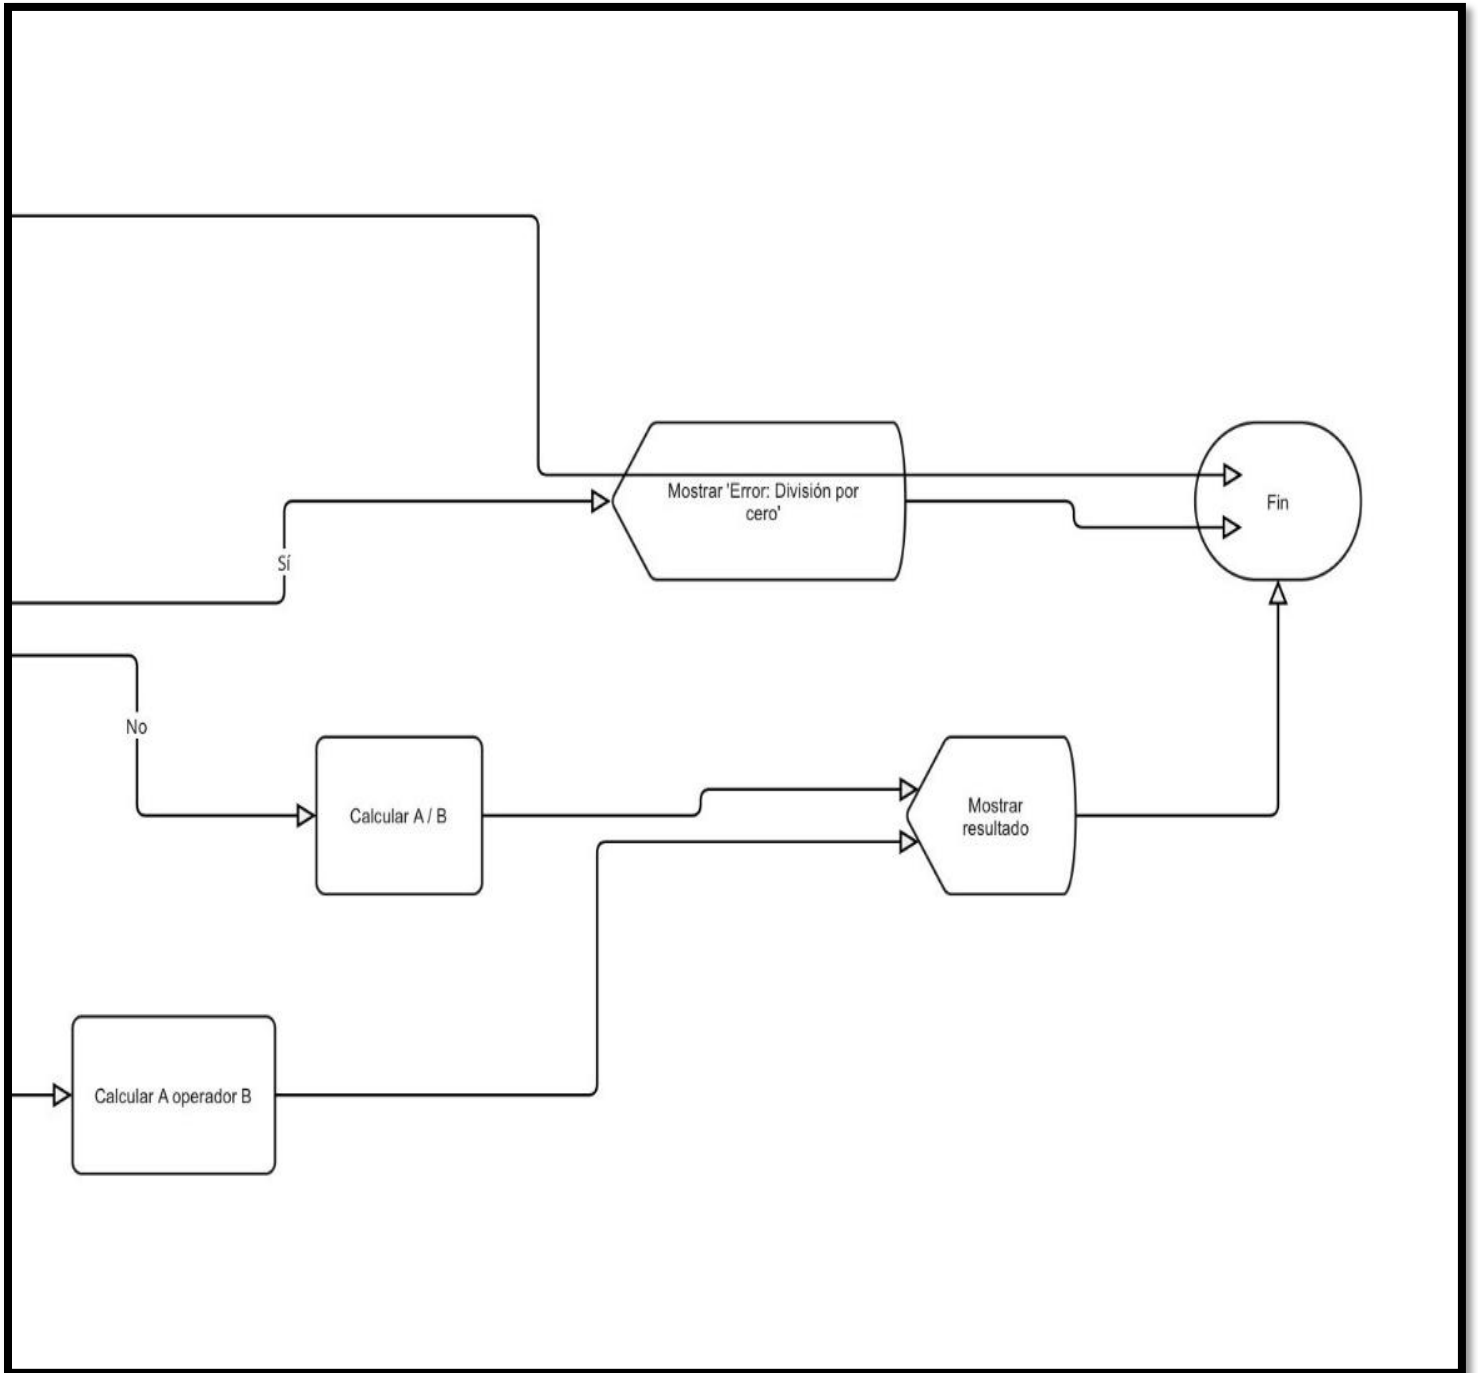 Mostrar 'Error: División por
cero'
Fin
Sí
No
Calcular A / B
Mostrar
resultado
Calcular A operador B